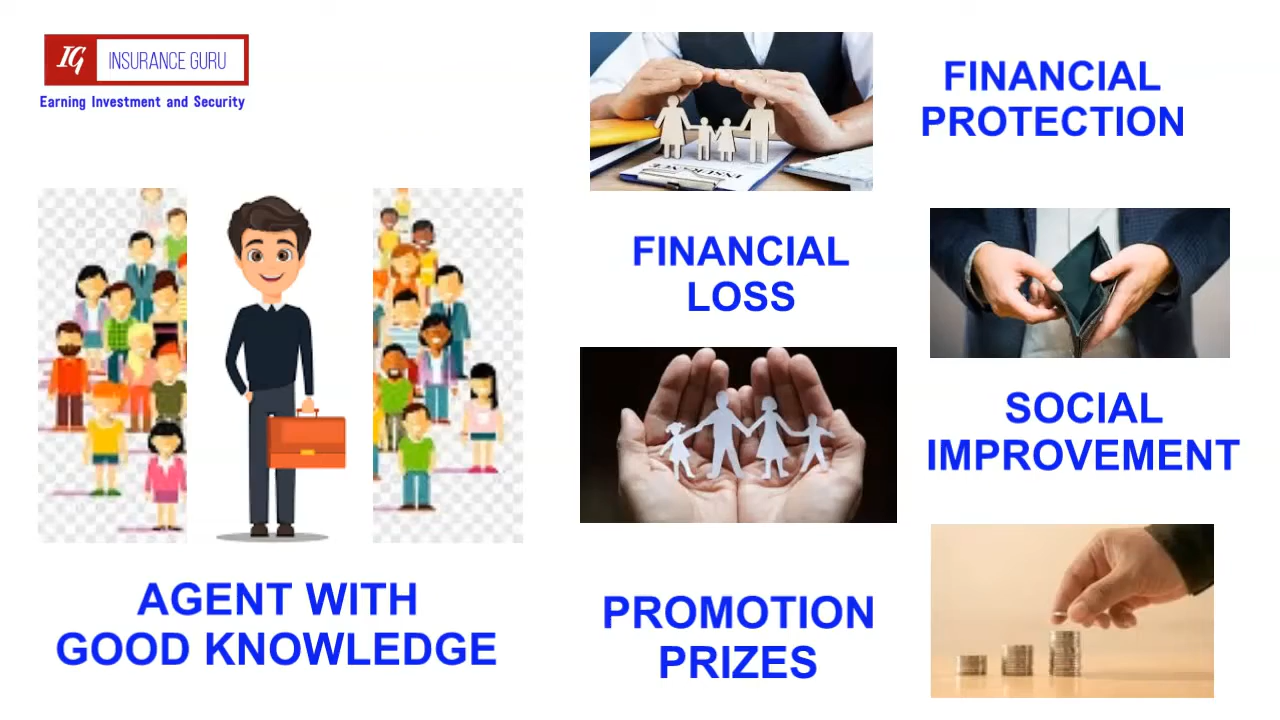 IG INSURANCE GURU
Earning Investment and Security
FINANCIAL
PROTECTION
INSURANCE
FINANCIAL
LOSS
SOCIAL
IMPROVEMENT
AGENT WITH
GOOD KNOWLEDGE
PROMOTION
PRIZES